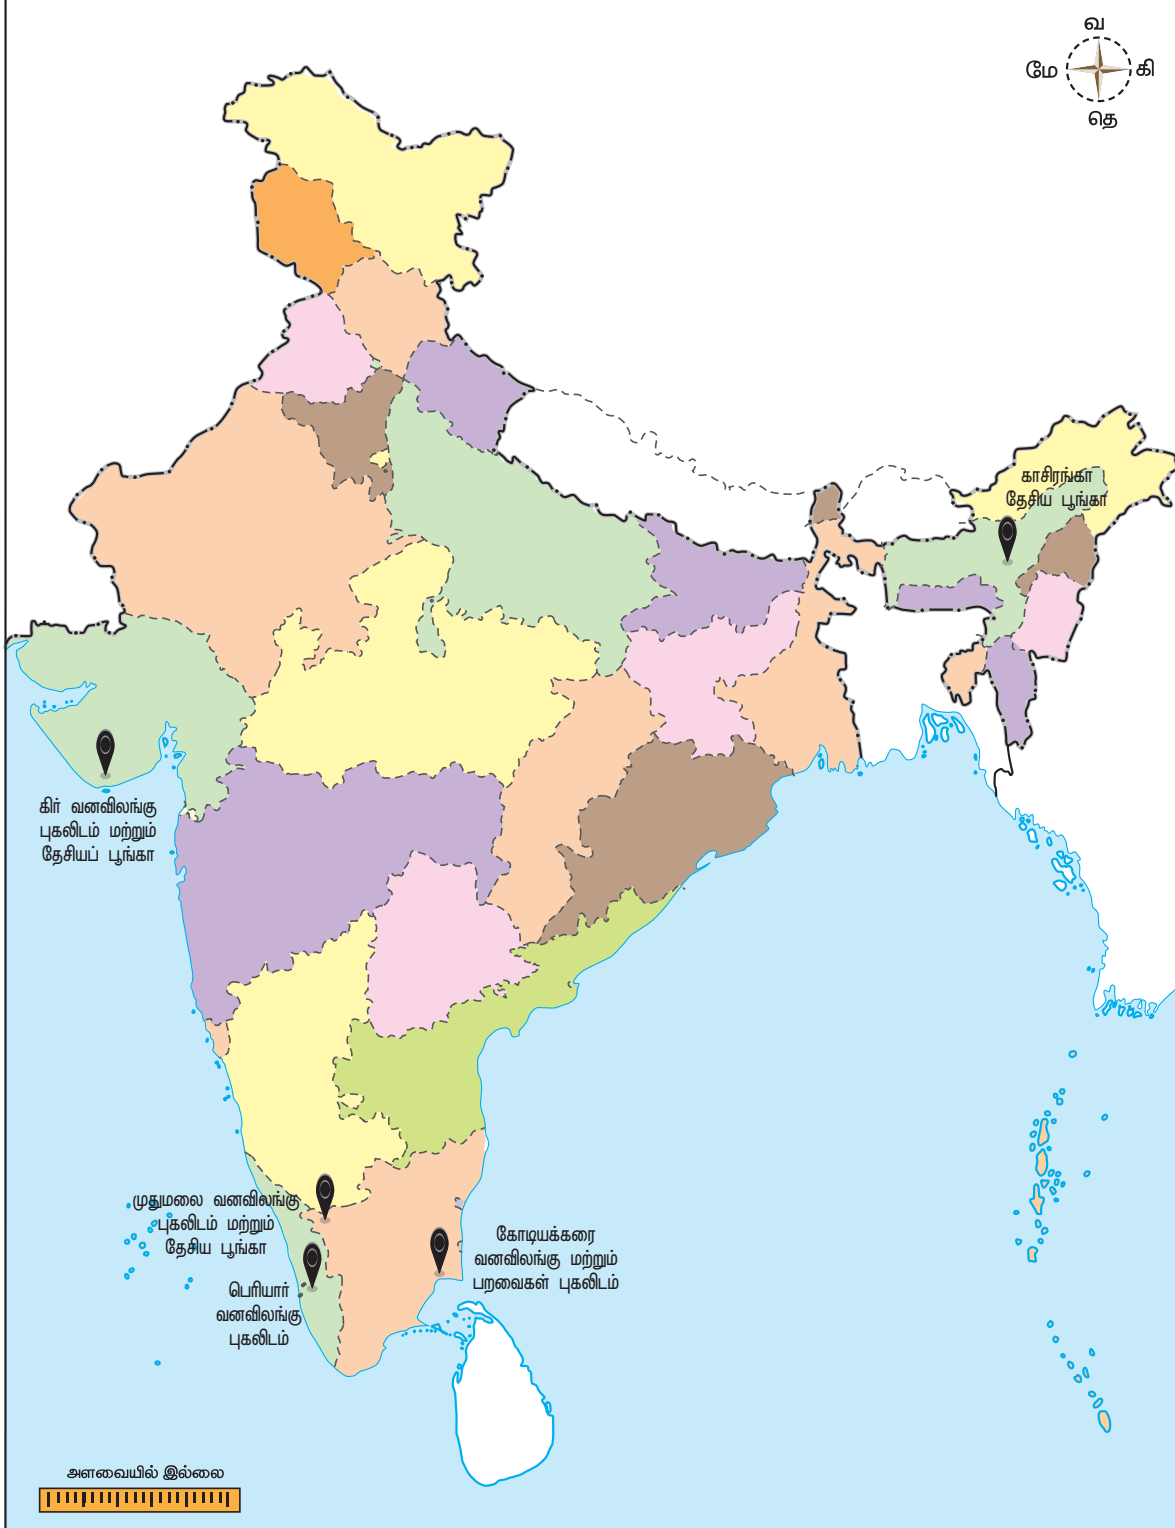 வ
மே
கி
தெ
காசிரங்கா
தேசிய பூங்கா
கிர் வனவிலங்கு
புகலிடம் மற்றும்
தேசியப் பூங்கா
முதுமலை வனவிலங்கு
புகலிடம் மற்றும்
தேசிய பூங்கா
கோடியக்கரை
வனவிலங்கு மற்றும்
பறவைகள் புகலிடம்
பெரியார்
வனவிலங்கு
புகலிடம்
அளவையில் இல்லை